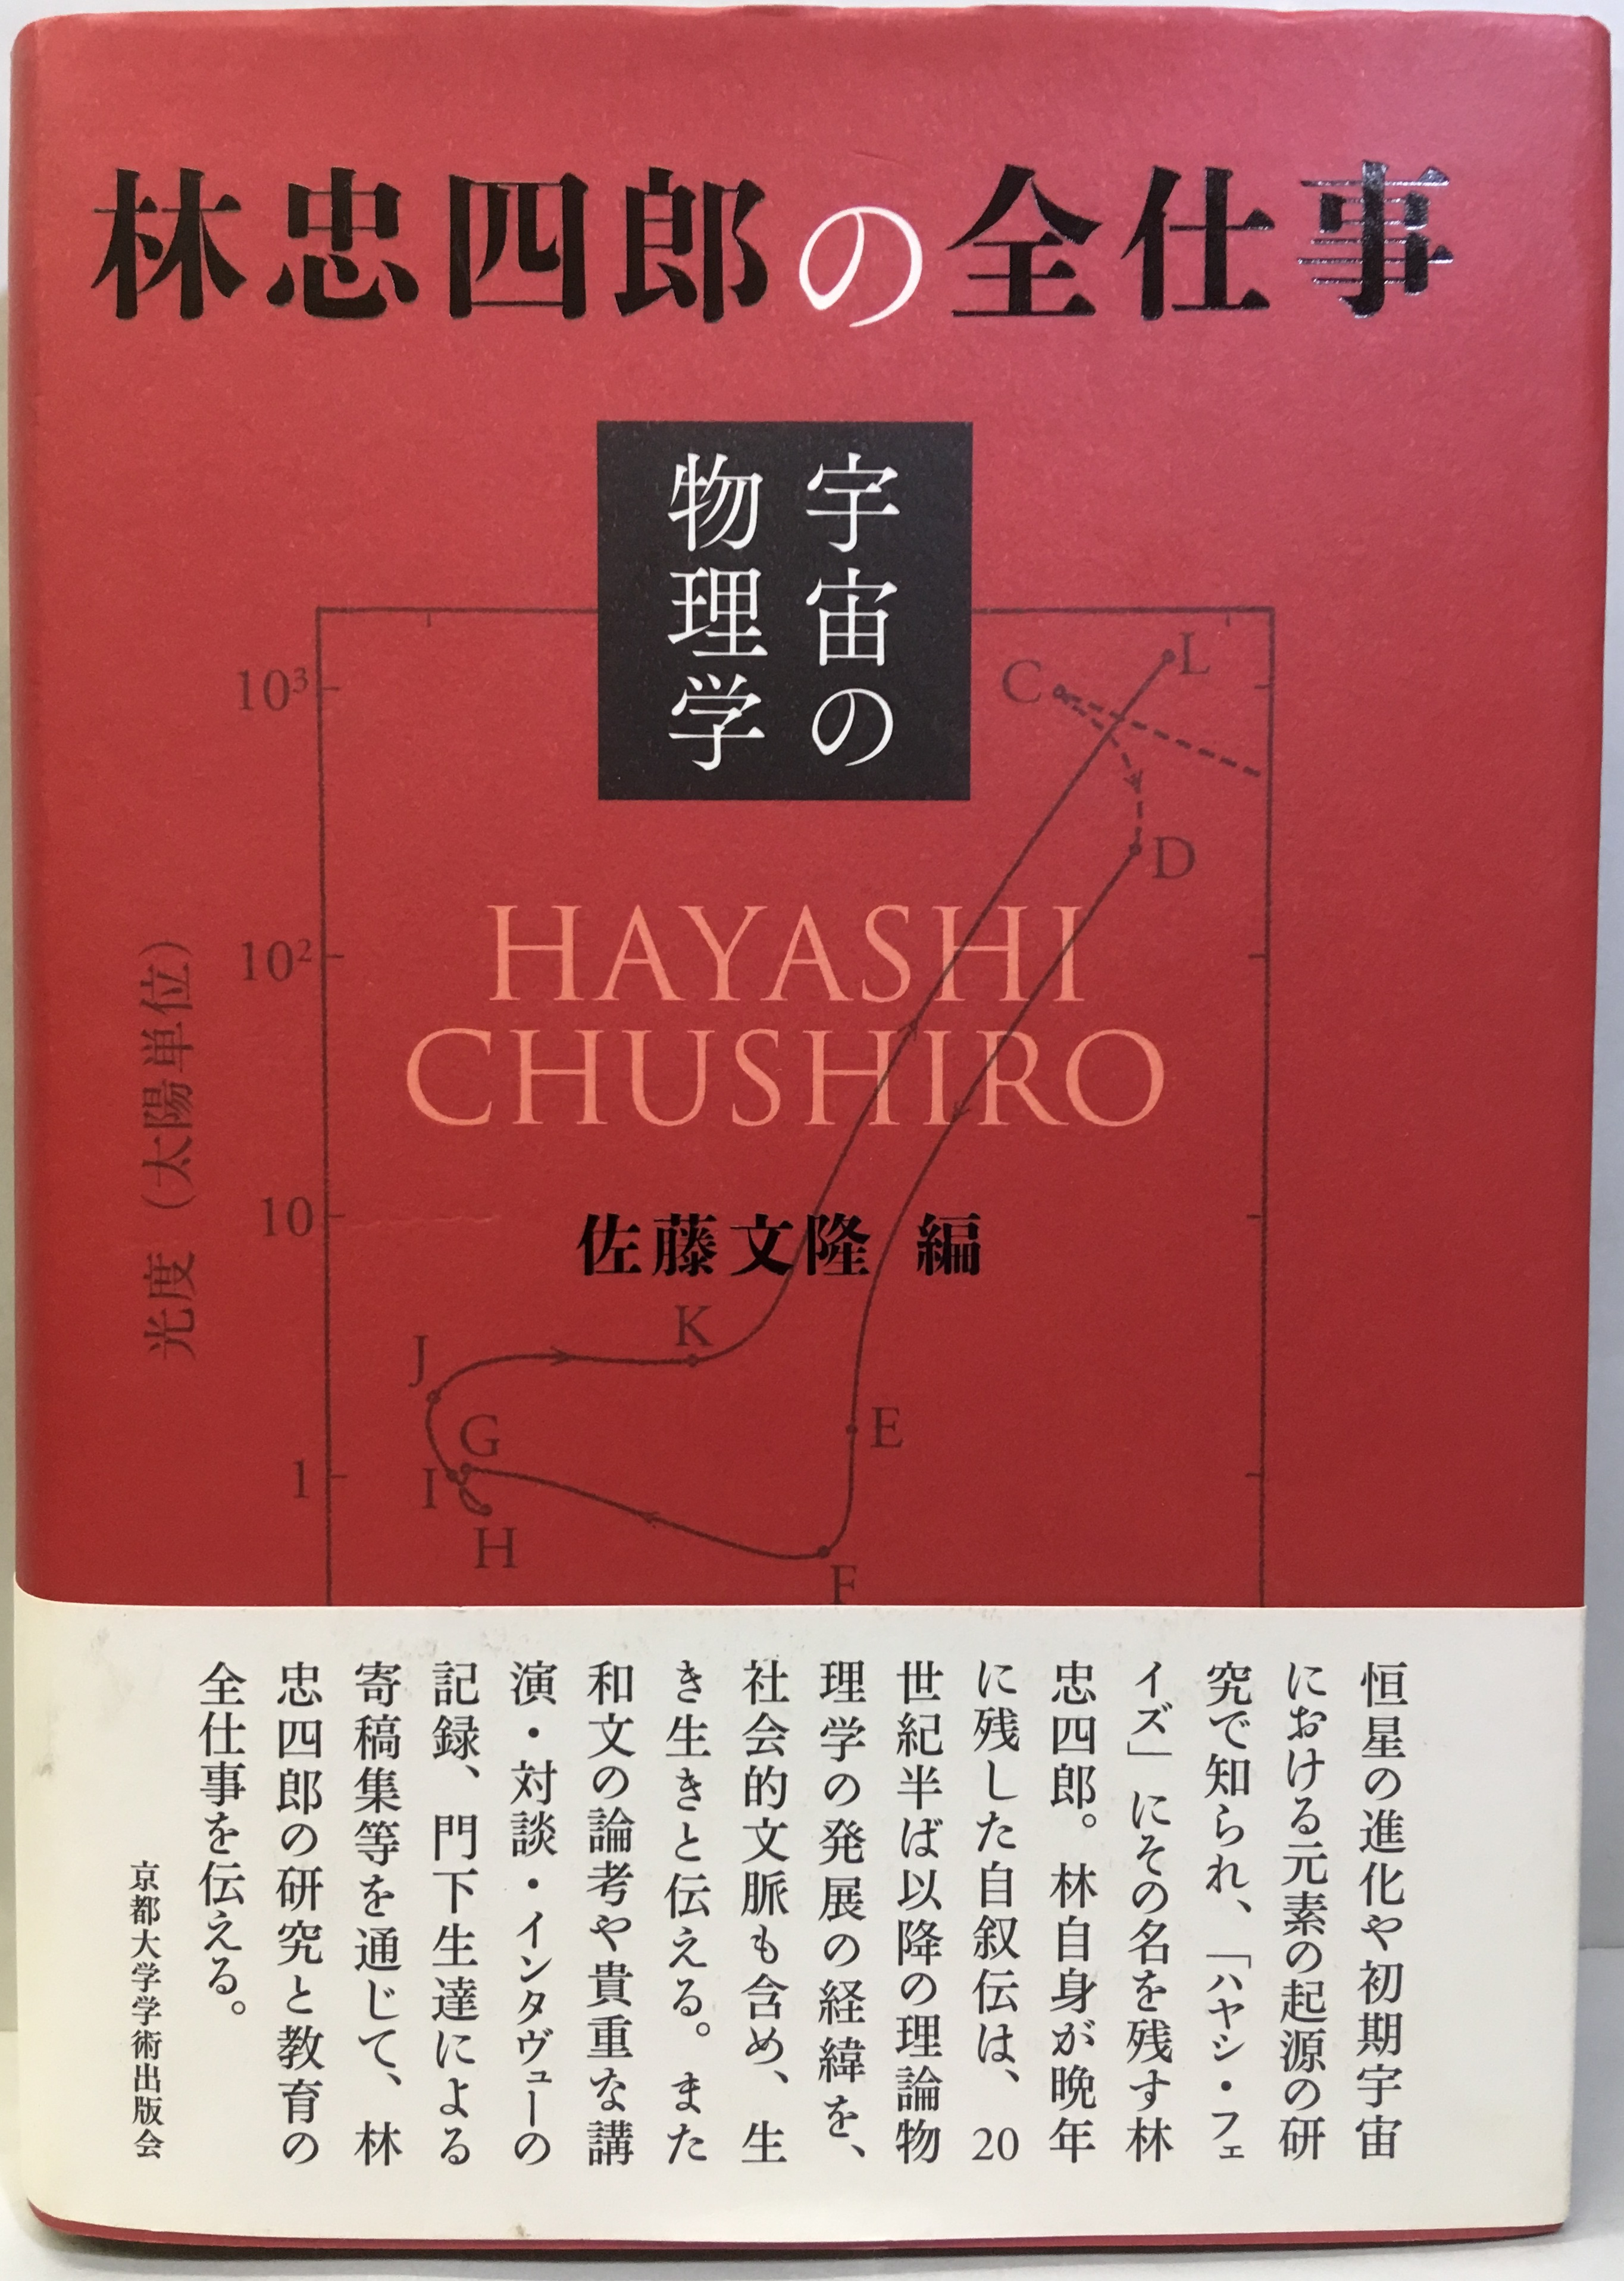 林忠四郎の全仕事
宇宙の
物理学
HAYASHI
CHUSHIRO
佐藤文隆 編
光度（太陽単位）
10³
10²
10
1
L
C
D
K
J
G
E
I
H
F
恒星の進化や初期宇宙
における元素の起源の研
究で知られ、「ハヤシ・フェ
イズ」にその名を残す林
忠四郎。林自身が晩年
に残した自叙伝は、20
世紀半ば以降の理論物
理学の発展の経緯を、
社会的文脈も含め、生
き生きと伝える。また
和文の論考や貴重な講
演・対談・インタヴューの
記録、門下生達による
寄稿集等を通じて、林
忠四郎の研究と教育の
全仕事を伝える。
京都大学学術出版会